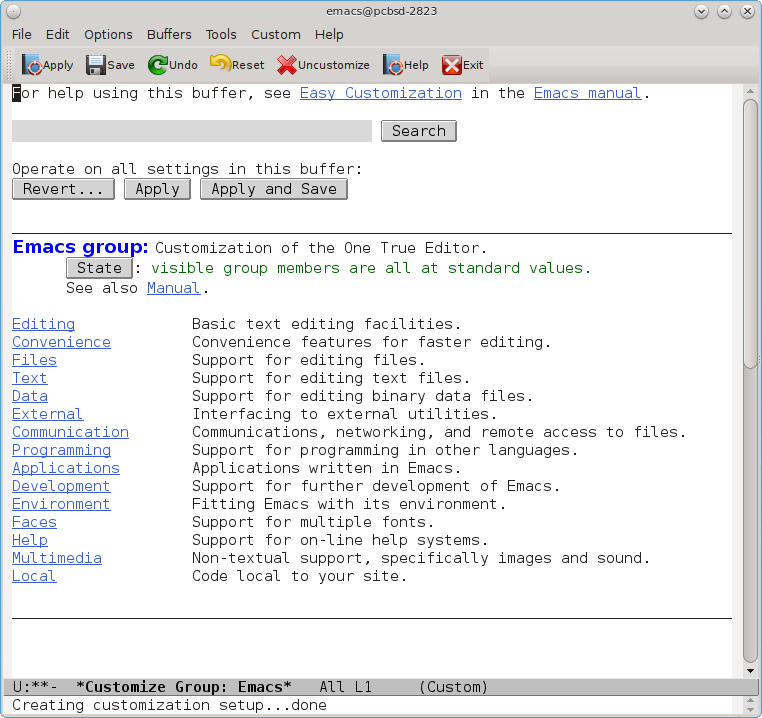 emacs@pcbsd-2823
File Edit Options Buffers Tools Custom Help
Apply Save Undo Reset Uncustomize Help Exit
For help using this buffer, see Easy Customization in the Emacs manual.
Search
Operate on all settings in this buffer:
Revert... Apply Apply and Save
Emacs group: Customization of the One True Editor.
State : visible group members are all at standard values.
See also Manual.
Editing Basic text editing facilities.
Convenience Convenience features for faster editing.
Files Support for editing files.
Text Support for editing text files.
Data Support for editing binary data files.
External Interfacing to external utilities.
Communication Communications, networking, and remote access to files.
Programming Support for programming in other languages.
Applications Applications written in Emacs.
Development Support for further development of Emacs.
Environment Fitting Emacs with its environment.
Faces Support for multiple fonts.
Help Support for on-line help systems.
Multimedia Non-textual support, specifically images and sound.
Local Code local to your site.
U:**- *Customize Group: Emacs* All L1 (Custom)
Creating customization setup...done